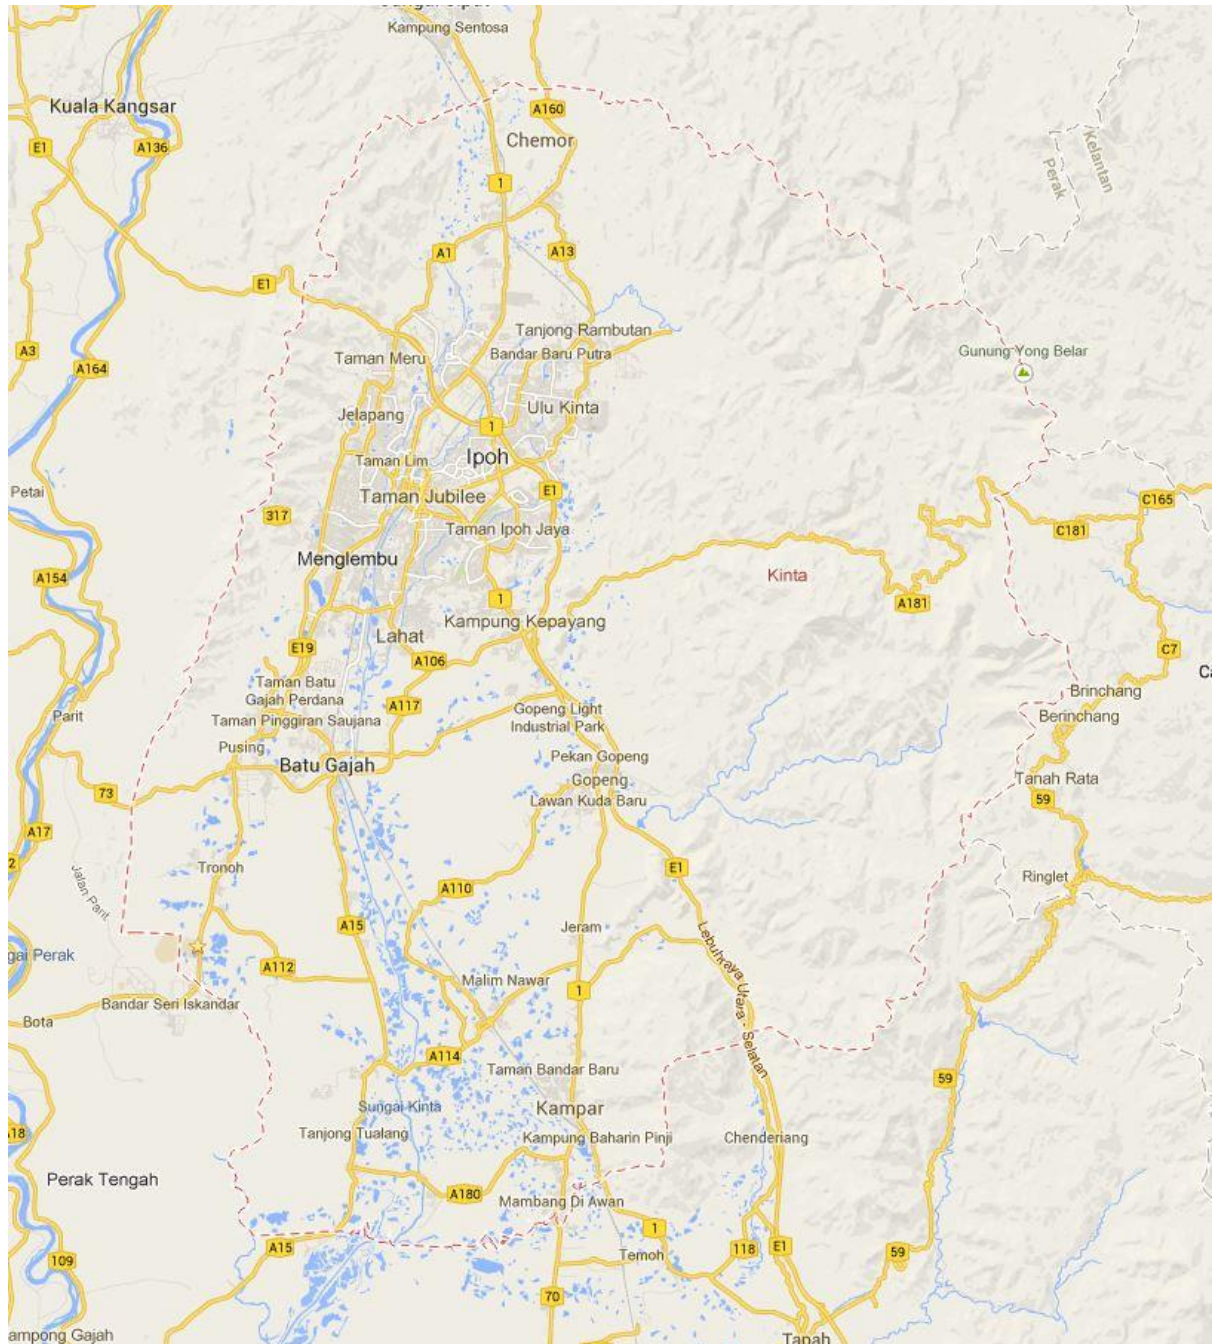 Kampung Sentosa
Kuala Kangsar
A160
E1
A136
Chemor
Kelantan
Perak
1
A1
A13
E1
Tanjong Rambutan
A3
Taman Meru
Bandar Baru Putra
Gunung Yong Belar
A164
Jelapang
Ulu Kinta
1
Ipoh
Taman Lim
Petai
Taman Jubilee
E1
C165
317
Taman Ipoh Jaya
C181
Menglembu
A154
Kinta
1
A181
Kampung Kepayang
Lahat
E19
A106
C7
Taman Batu
Gajah Perdana
Brinchang
A117
Gopeng Light
Industrial Park
Parit
Taman Pinggiran Saujana
Berinchang
Pusing
Pekan Gopeng
Batu Gajah
Gopeng
Tanah Rata
73
Lawan Kuda Baru
59
A17
2
Tronoh
E1
Ringlet
Jalan Parit
A110
A15
Jeram
Lebuhraya Utara - Selatan
gai Perak
A112
Malim Nawar
1
Bandar Seri Iskandar
Bota
A114
Taman Bandar Baru
59
Sungai Kinta
Kampar
A18
Tanjong Tualang
Kampung Baharin Pinji
Chenderiang
Perak Tengah
A180
Mambang Di Awan
1
A15
Temoh
118
E1
59
109
70
ampong Gajah
Tapah